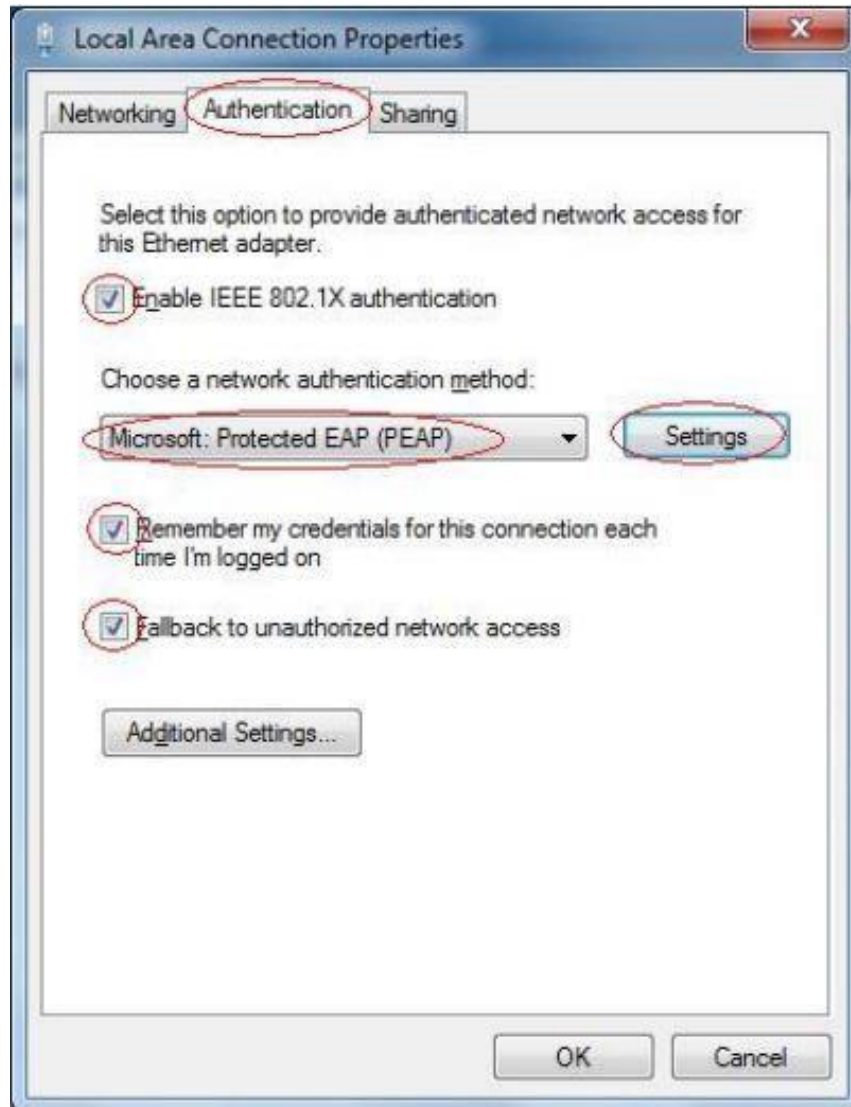 Local Area Connection Properties
Networking
Authentication
Sharing
Select this option to provide authenticated network access for
this Ethernet adapter.
Enable IEEE 802.1X authentication
Choose a network authentication method:
Microsoft: Protected EAP (PEAP)
Settings
Remember my credentials for this connection each
time I'm logged on
Fallback to unauthorized network access
Additional Settings...
OK
Cancel